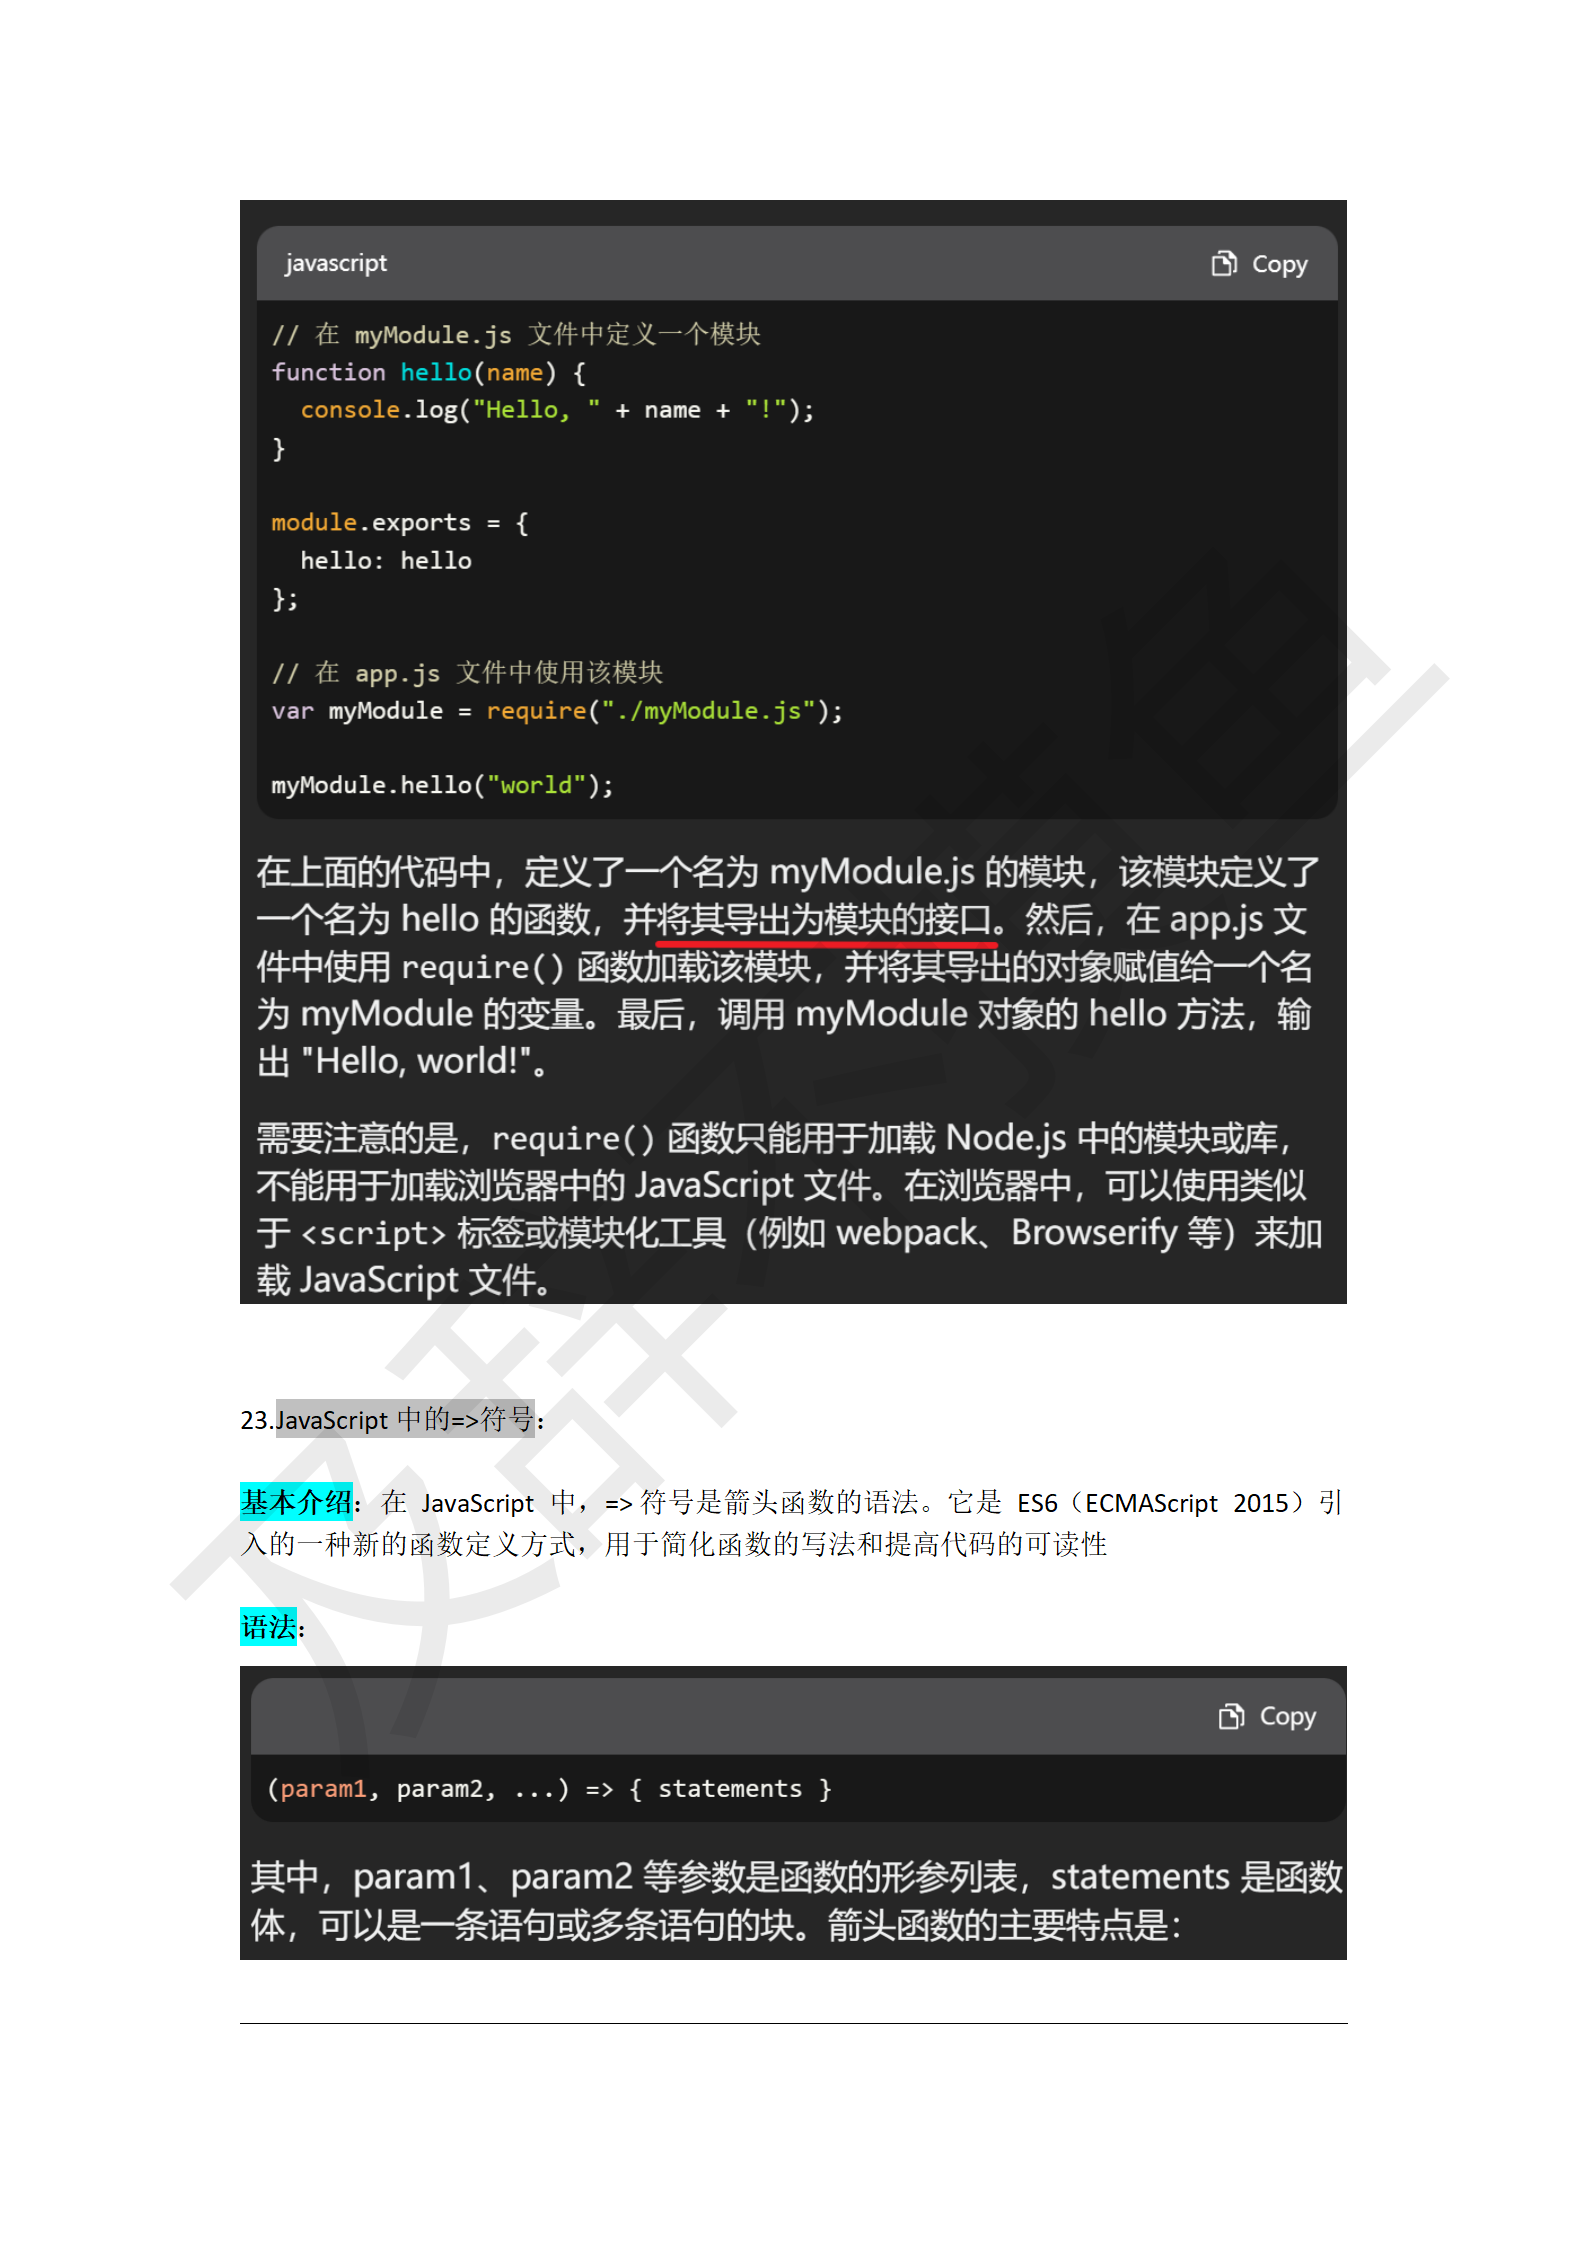 javascript
Copy
// 在 myModule.js 文件中定义一个模块
function hello(name) {
  console.log("Hello, " + name + "!");
}
module.exports = {
  hello: hello
};
// 在 app.js 文件中使用该模块
var myModule = require("./myModule.js");
myModule.hello("world");
在上面的代码中，定义了一个名为 myModule.js 的模块，该模块定义了
一个名为 hello 的函数，并将其导出为模块的接口。然后，在 app.js 文
件中使用 require() 函数加载该模块，并将其导出的对象赋值给一个名
为 myModule 的变量。最后，调用 myModule 对象的 hello 方法，输
出 "Hello, world!"。
需要注意的是，require() 函数只能用于加载 Node.js 中的模块或库，
不能用于加载浏览器中的 JavaScript 文件。在浏览器中，可以使用类似
于 <script> 标签或模块化工具（例如 webpack、Browserify 等）来加
载 JavaScript 文件。
23.JavaScript 中的=>符号：
基本介绍：在 JavaScript 中，=> 符号是箭头函数的语法。它是 ES6（ECMAScript 2015）引
入的一种新的函数定义方式，用于简化函数的写法和提高代码的可读性
语法：
Copy
(param1, param2, ...) => { statements }
其中，param1、param2 等参数是函数的形参列表，statements 是函数
体，可以是一条语句或多条语句的块。箭头函数的主要特点是：